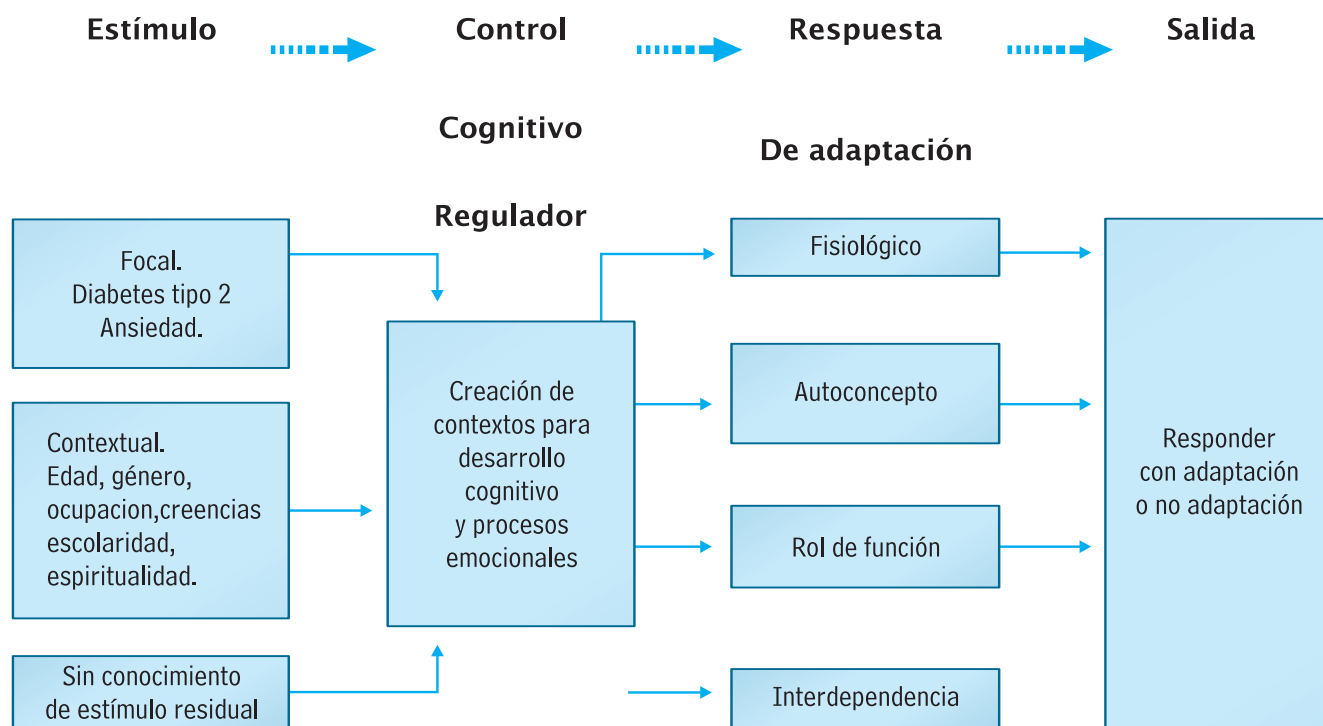 Estímulo
Control
Respuesta
Salida
Cognitivo
De adaptación
Regulador
Focal.
Diabetes tipo 2
Ansiedad.
Contextual.
Edad, género,
ocupacion,creencias
escolaridad,
espiritualidad.
Sin conocimiento
de estímulo residual
Creación de
contextos para
desarrollo
cognitivo
y procesos
emocionales
Fisiológico
Autoconcepto
Rol de función
Interdependencia
Responder
con adaptación
o no adaptación